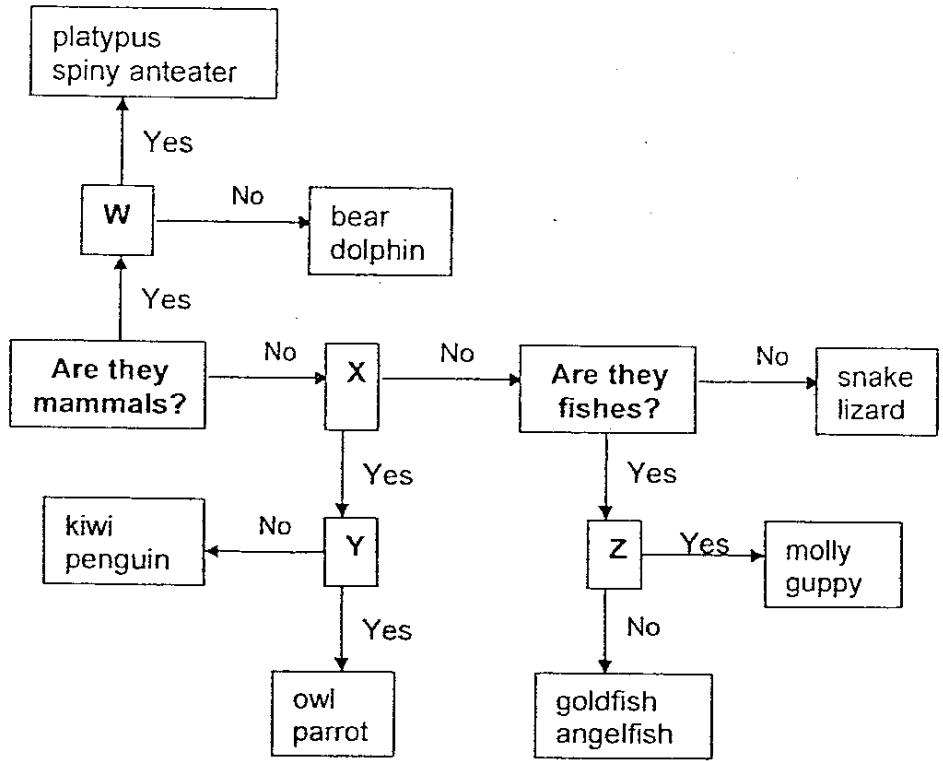 platypus
spiny anteater
Yes
W
No
bear
dolphin
Yes
Are they
mammals?
No
X
No
Are they
fishes?
No
snake
lizard
Yes
Yes
kiwi
penguin
No
Y
Z
Yes
molly
guppy
Yes
No
owl
parrot
goldfish
angelfish